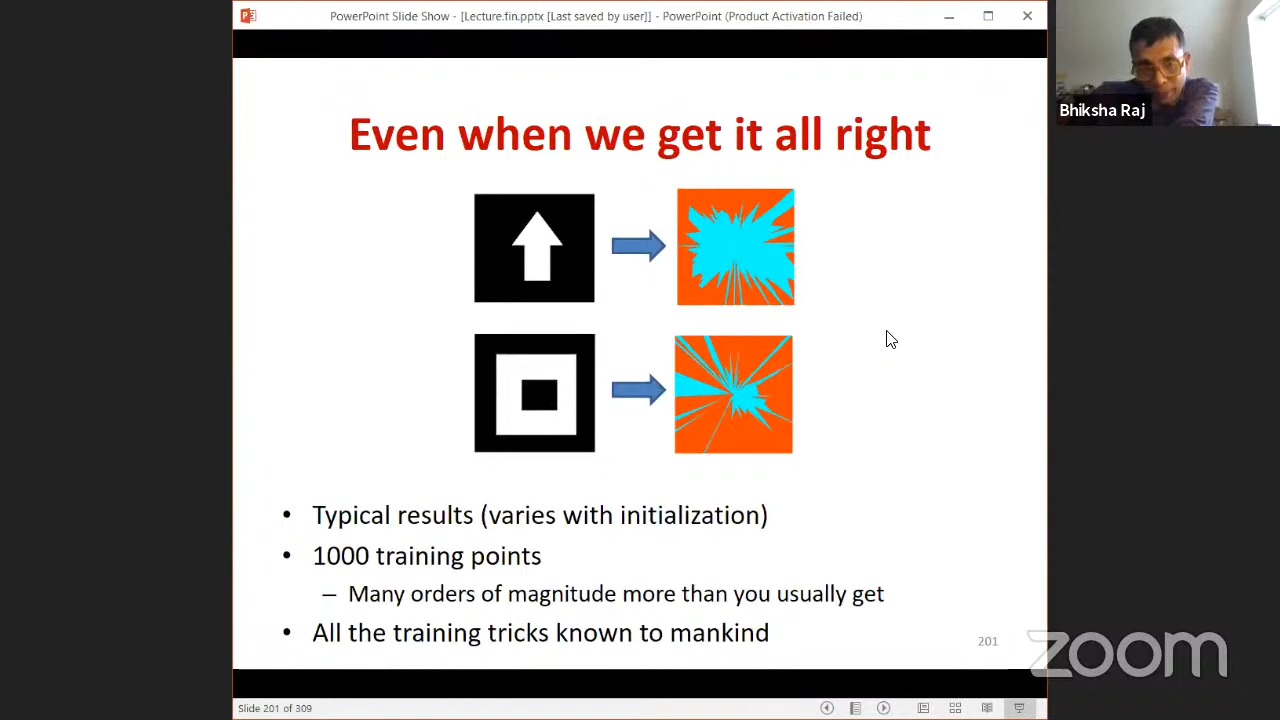 PowerPoint Slide Show - [Lecture.fin.pptx [Last saved by user]] - PowerPoint (Product Activation Failed)
Bhiksha Raj
Even when we get it all right
• Typical results (varies with initialization)
• 1000 training points
– Many orders of magnitude more than you usually get
• All the training tricks known to mankind
201
zoom
Slide 201 of 309